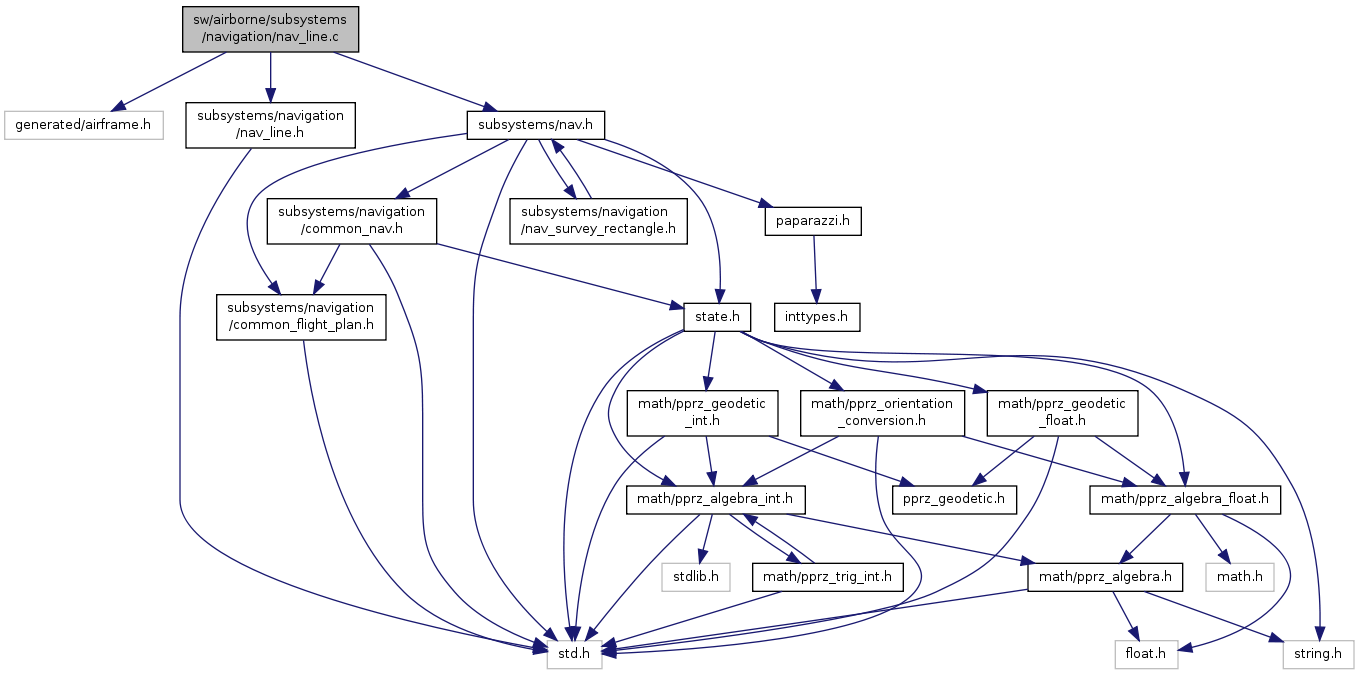 sw/airborne/subsystems
/navigation/nav_line.c
generated/airframe.h
subsystems/navigation
/nav_line.h
subsystems/nav.h
subsystems/navigation
/common_nav.h
subsystems/navigation
/nav_survey_rectangle.h
paparazzi.h
subsystems/navigation
/common_flight_plan.h
state.h
inttypes.h
math/pprz_geodetic
_int.h
math/pprz_orientation
_conversion.h
math/pprz_geodetic
_float.h
math/pprz_algebra_int.h
pprz_geodetic.h
math/pprz_algebra_float.h
stdlib.h
math/pprz_trig_int.h
math/pprz_algebra.h
math.h
std.h
float.h
string.h